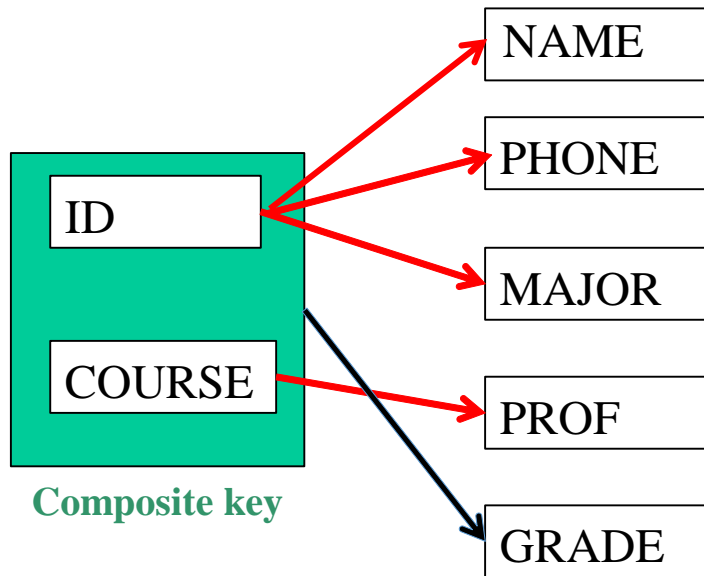 NAME
PHONE
ID
MAJOR
COURSE
PROF
Composite key
GRADE